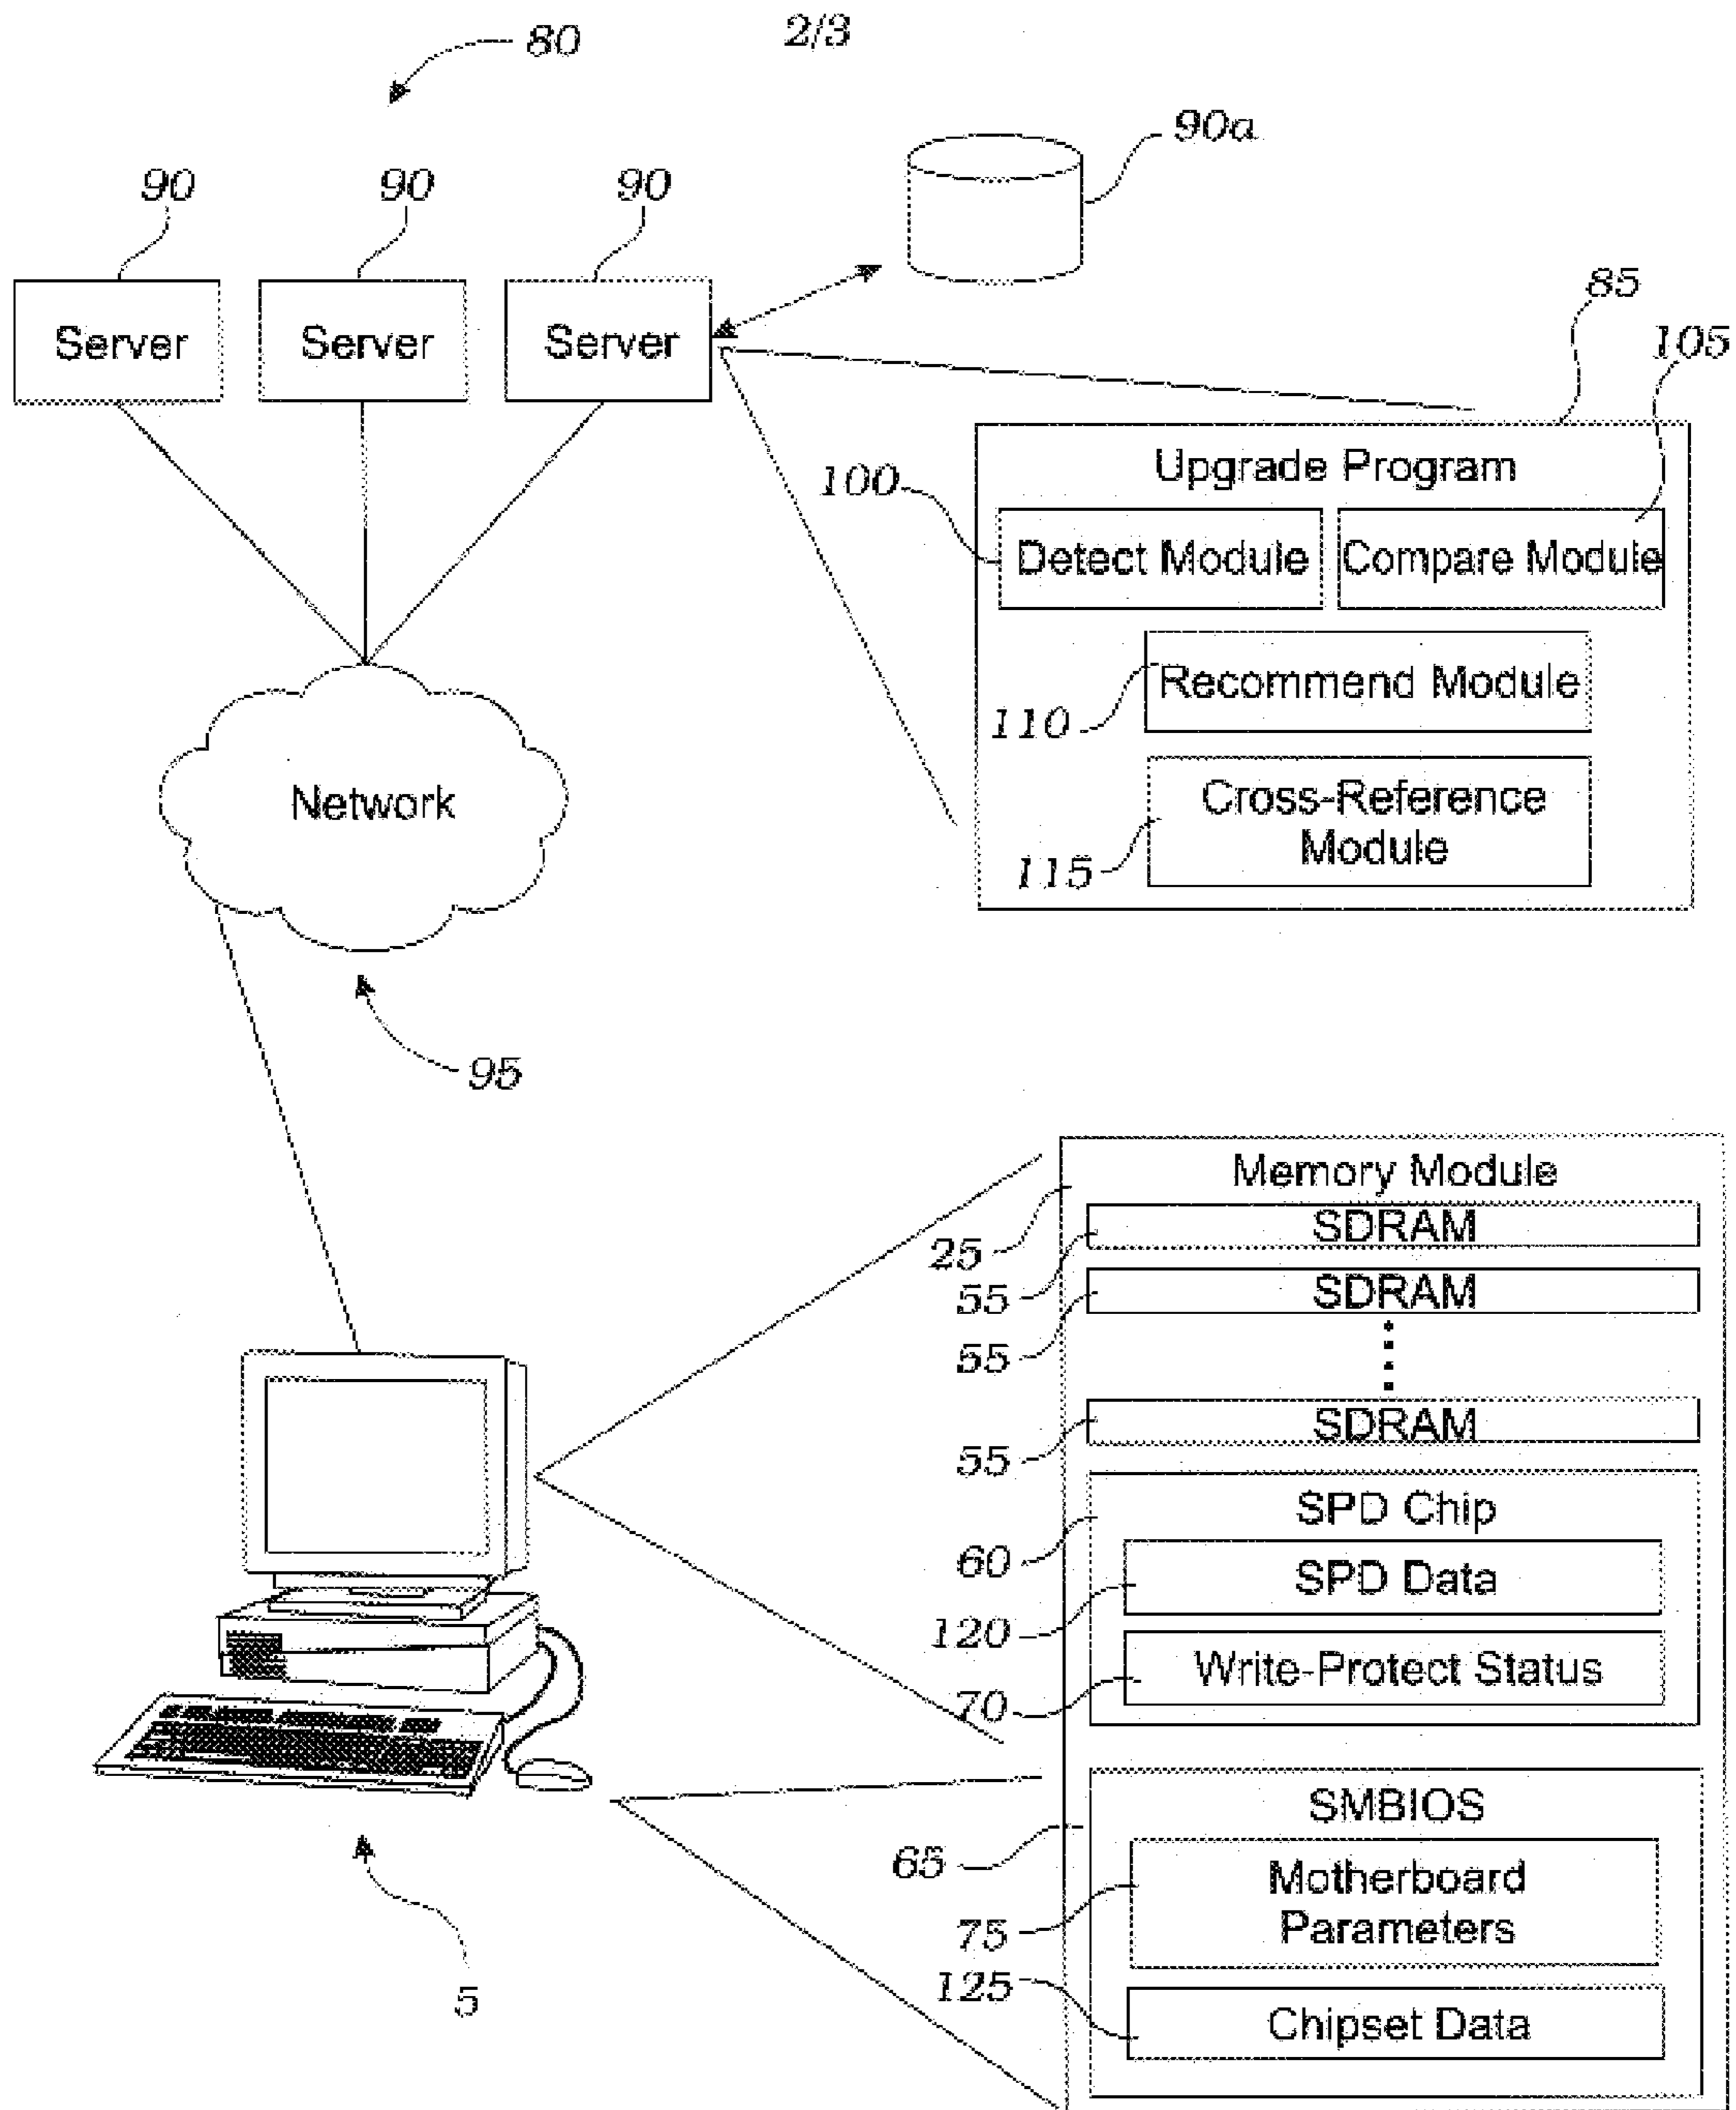 80
2/3
90a
90 90 90
85
Server Server Server
105
Upgrade Program
100
Detect Module Compare Module
Recommend Module
110
Cross-Reference
Module
115
Network
95
Memory Module
25
SDRAM
55
SDRAM
55
SDRAM
55
SPD Chip
60
SPD Data
120
Write-Protect Status
70
SMBIOS
65
Motherboard
Parameters
75
125
Chipset Data
5